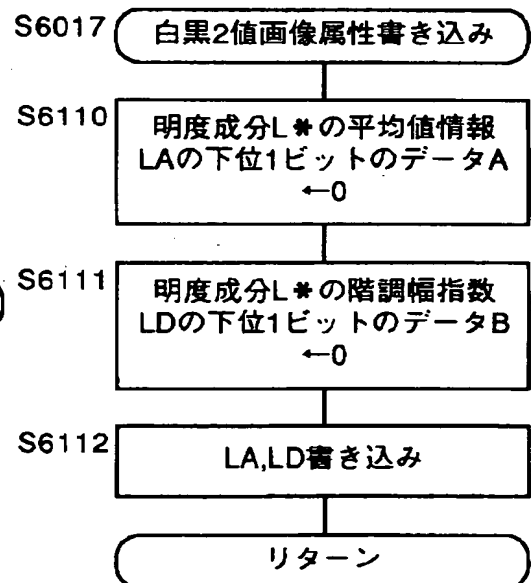 S6017 白黒2値画像属性書き込み
S6110 明度成分L*の平均値情報
LAの下位1ビットのデータA
←0
S6111 明度成分L*の階調幅指数
LDの下位1ビットのデータB
←0
S6112 LA,LD書き込み
リターン